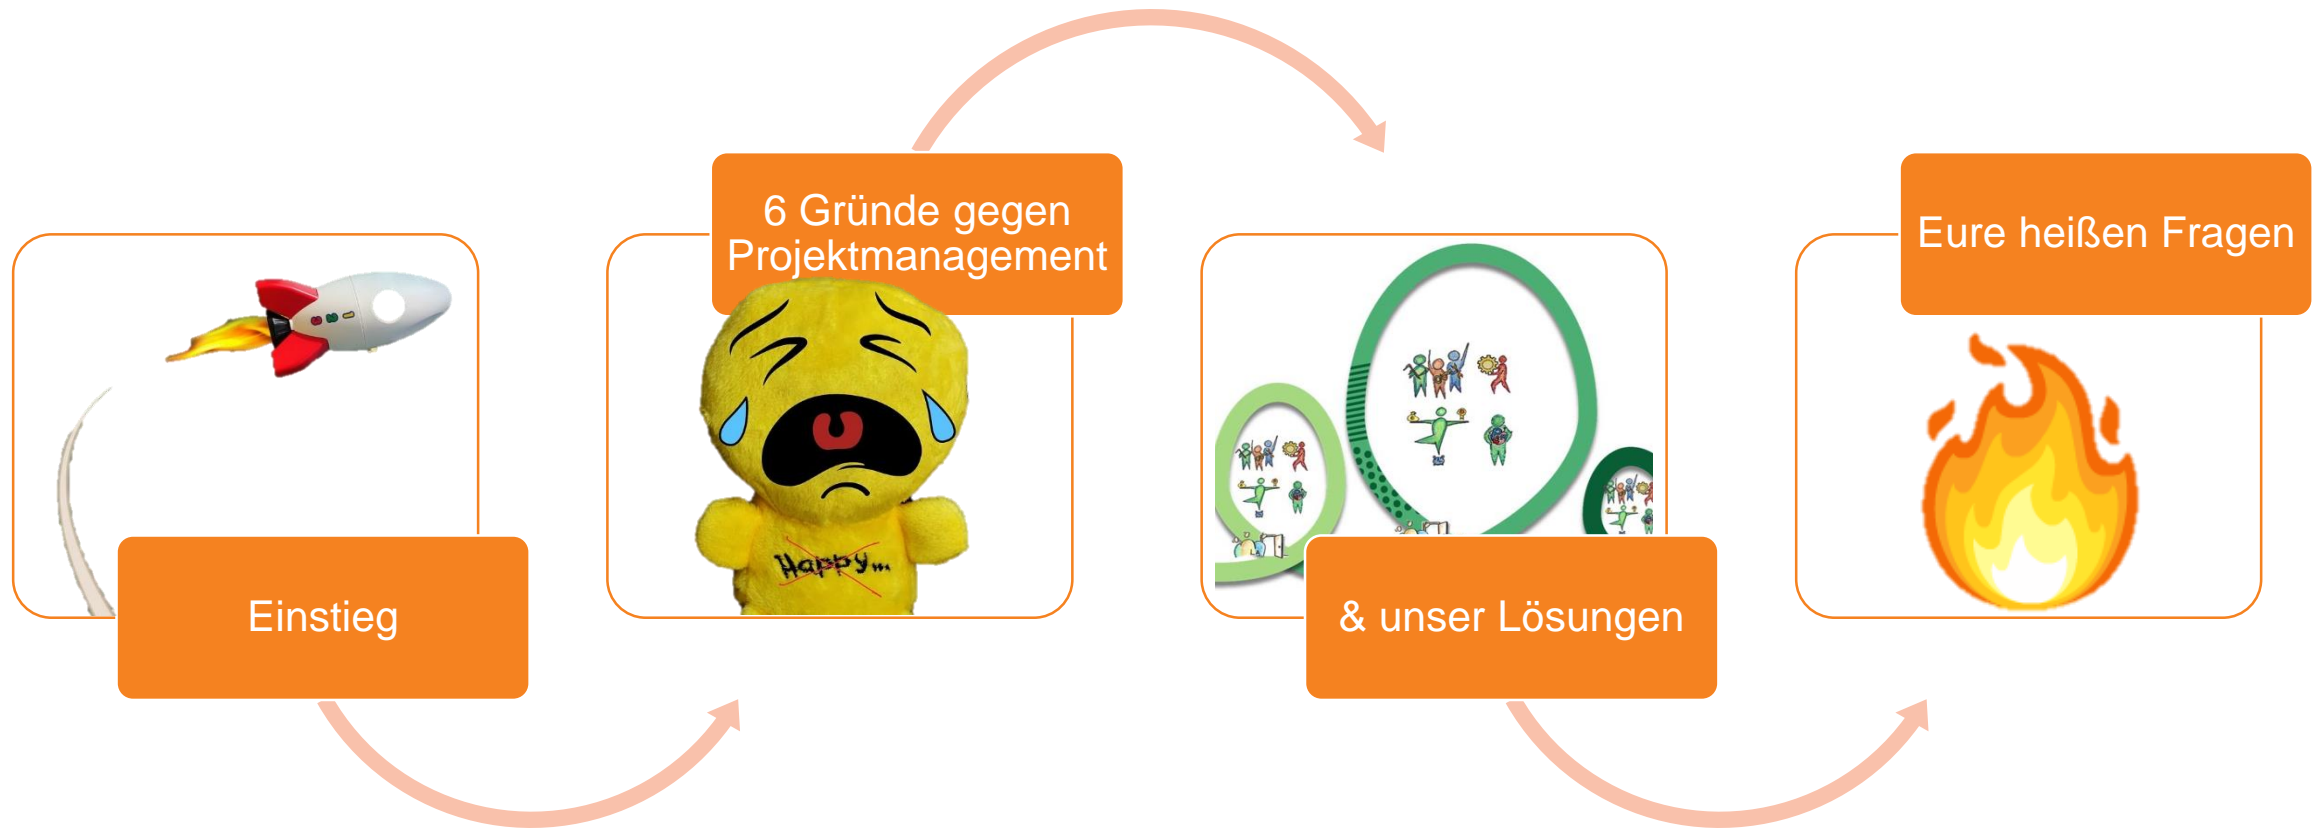 Einstieg
6 Gründe gegen
Projektmanagement
Happy...
& unser Lösungen
Eure heißen Fragen